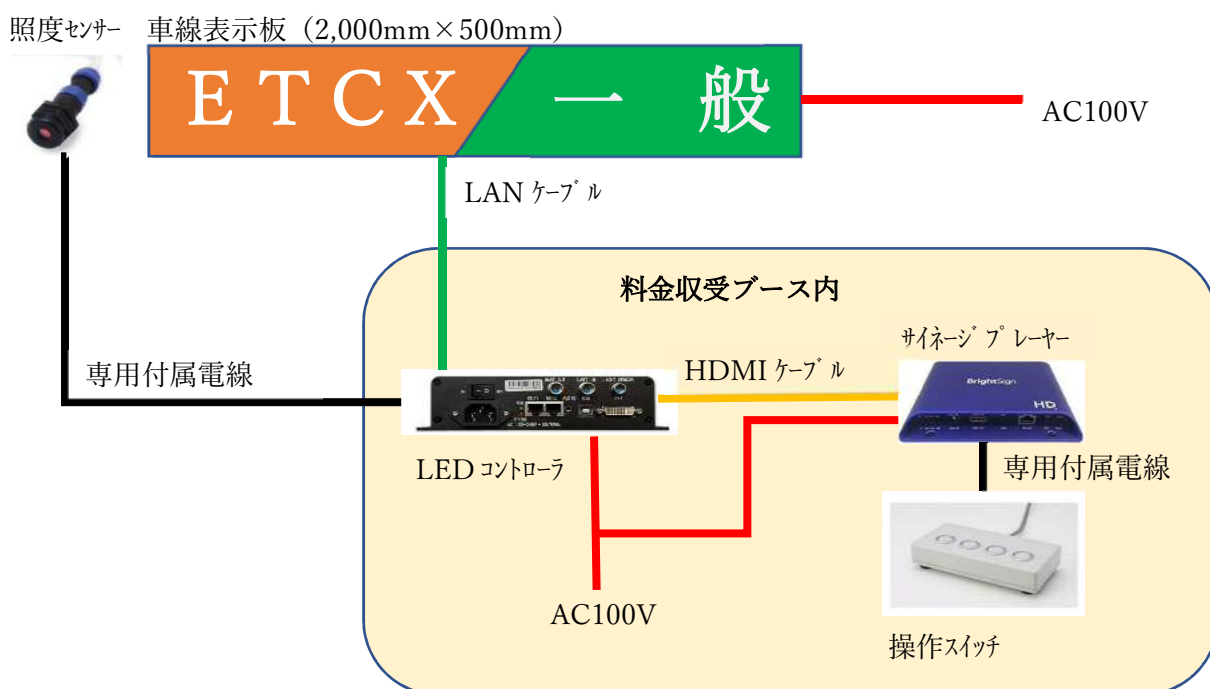 照度ｾﾝｻｰ 車線表示板（2,000mm×500mm）
ＥＴＣＸ 一 般
AC100V
LAN ｹｰﾌﾞﾙ
料金収受ブース内
ｻｲﾈｰｼﾞﾌﾟﾚｰﾔｰ
専用付属電線
HDMI ｹｰﾌﾞﾙ
BrightSign
HD
LED ｺﾝﾄﾛｰﾗ
専用付属電線
AC100V
操作ｽｲｯﾁ